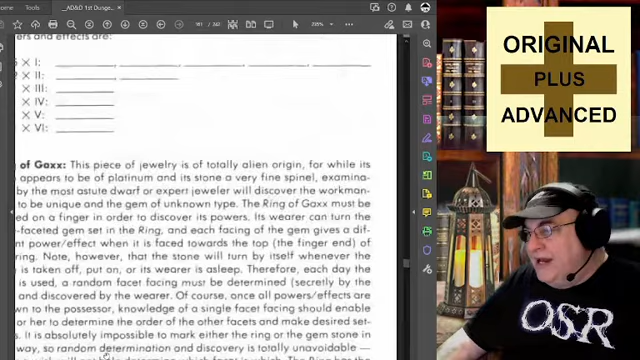 Home
Tools
_AD&D 1st Dunge...
181 / 242
235%
ers and effects are:
× I:
× II:
× III:
× IV:
× V:
× VI:
of Gaxx: This piece of jewelry is of totally alien origin, for while its
appears to be of platinum and its stone a very fine spinel, examina-
by the most astute dwarf or expert jeweler will discover the workman-
to be unique and the gem of unknown type. The Ring of Gaxx must be
ed on a finger in order to discover its powers. Its wearer can turn the
-faceted gem set in the Ring, and each facing of the gem gives a dif-
nt power/effect when it is faced towards the top (the finger end) of
ring. Note, however, that the stone will turn by itself whenever the
is taken off, put on, or its wearer is asleep. Therefore, each day the
is used, a random facet facing must be determined (secretly by the
and discovered by the wearer. Of course, once all powers/effects are
wn to the possessor, knowledge of a single facet facing should enable
or her to determine the order of the other facets and make desired set-
. It is absolutely impossible to mark either the ring or the gem stone in
way, so random determination and discovery is totally unavoidable —
ORIGINAL
PLUS
ADVANCED
OSR